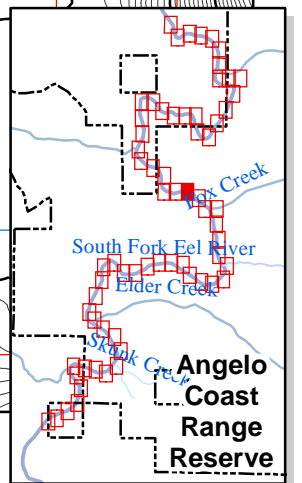 Fox Creek
South Fork Eel River
Elder Creek
Skunk Creek
Angelo
Coast
Range
Reserve